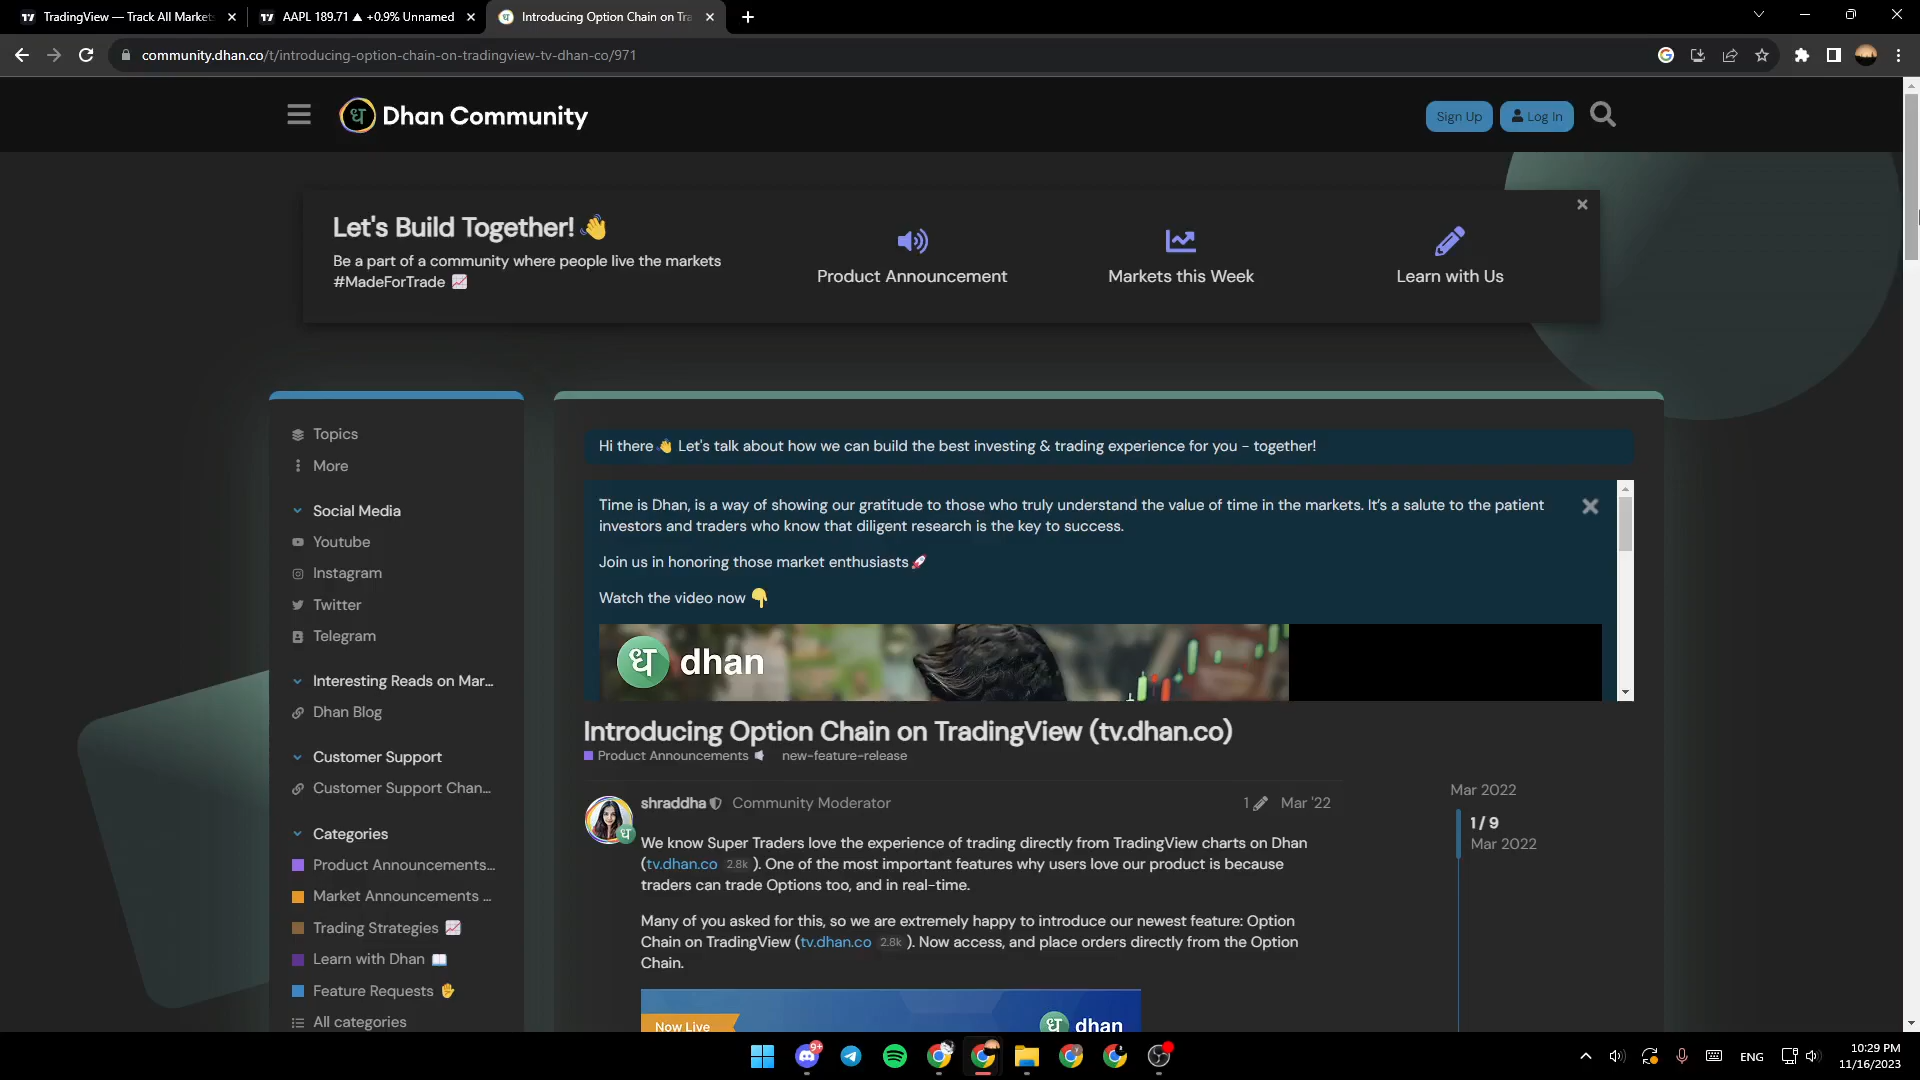 TradingView — Track All Markets
AAPL 189.71 ▲ +0.9% Unnamed
Introducing Option Chain on Tra
community.dhan.co/t/introducing-option-chain-on-tradingview-tv-dhan-co/971
ध
Dhan Community
Sign Up
Log In
Let's Build Together! 👋
Be a part of a community where people live the markets
#MadeForTrade 📈
Product Announcement
Markets this Week
Learn with Us
Topics
More
Social Media
Youtube
Instagram
Twitter
Telegram
Interesting Reads on Mar...
Dhan Blog
Customer Support
Customer Support Chan...
Categories
Product Announcements...
Market Announcements ...
Trading Strategies 📈
Learn with Dhan 📖
Feature Requests ✋
All categories
Hi there 👋 Let's talk about how we can build the best investing & trading experience for you - together!
Time is Dhan, is a way of showing our gratitude to those who truly understand the value of time in the markets. It's a salute to the patient
investors and traders who know that diligent research is the key to success.
Join us in honoring those market enthusiasts🚀
Watch the video now 👇
ध dhan
Introducing Option Chain on TradingView (tv.dhan.co)
Product Announcements 📢 new-feature-release
shraddha Community Moderator 1 Mar '22
We know Super Traders love the experience of trading directly from TradingView charts on Dhan
(tv.dhan.co 2.8k ). One of the most important features why users love our product is because
traders can trade Options too, and in real-time.
Many of you asked for this, so we are extremely happy to introduce our newest feature: Option
Chain on TradingView (tv.dhan.co 2.8k ). Now access, and place orders directly from the Option
Chain.
Now Live
ध dhan
Mar 2022
1 / 9
Mar 2022
9+
ENG
10:29 PM
11/16/2023